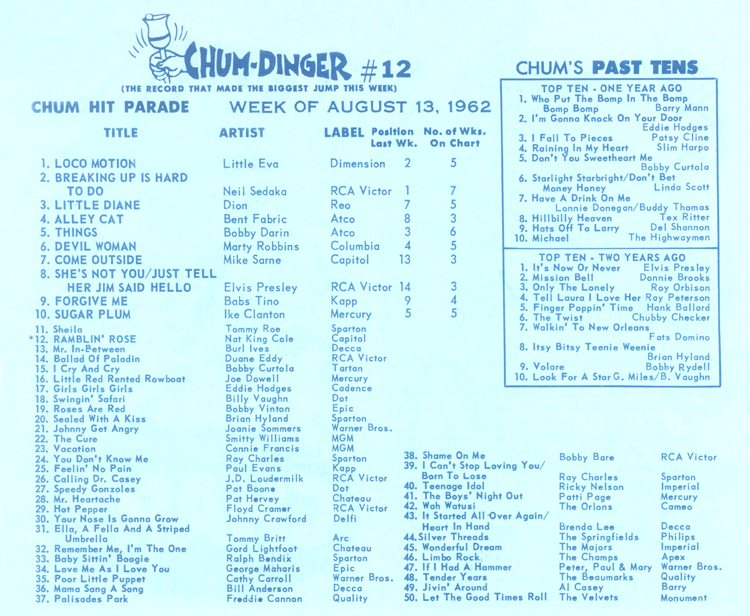 CHUM-DINGER #12
(THE RECORD THAT MADE THE BIGGEST JUMP THIS WEEK)
CHUM HIT PARADE WEEK OF AUGUST 13, 1962
TITLE ARTIST LABEL Position Last Wk. No. of Wks. On Chart
1. LOCO MOTION Little Eva Dimension 2 5
2. BREAKING UP IS HARD
TO DO Neil Sedaka RCA Victor 1 7
3. LITTLE DIANE Dion Reo 7 5
4. ALLEY CAT Bent Fabric Atco 8 3
5. THINGS Bobby Darin Atco 3 6
6. DEVIL WOMAN Marty Robbins Columbia 4 5
7. COME OUTSIDE Mike Sarne Capitol 13 3
8. SHE'S NOT YOU/JUST TELL
HER JIM SAID HELLO Elvis Presley RCA Victor 14 3
9. FORGIVE ME Babs Tino Kapp 9 4
10. SUGAR PLUM Ike Clanton Mercury 5 5
11. Sheila Tommy Roe Sparton
*12. RAMBLIN' ROSE Nat King Cole Capitol
13. Mr. In-Between Burl Ives Decca
14. Ballad Of Paladin Duane Eddy RCA Victor
15. I Cry And Cry Bobby Curtola Tartan
16. Little Red Rented Rowboat Joe Dowell Mercury
17. Girls Girls Girls Eddie Hodges Cadence
18. Swingin' Safari Billy Vaughn Dot
19. Roses Are Red Bobby Vinton Epic
20. Sealed With A Kiss Brian Hyland Sparton
21. Johnny Get Angry Joanie Sommers Warner Bros.
22. The Cure Smitty Williams MGM
23. Vacation Connie Francis MGM
24. You Don't Know Me Ray Charles Sparton
25. Feelin' No Pain Paul Evans Kapp
26. Calling Dr. Casey J.D. Loudermilk RCA Victor
27. Speedy Gonzoles Pat Boone Dot
28. Mr. Heartache Pat Hervey Chateau
29. Hot Pepper Floyd Cramer RCA Victor
30. Your Nose Is Gonna Grow Johnny Crawford Delfi
31. Ella, A Fella And A Striped
Umbrella Tommy Britt Arc
32. Remember Me, I'm The One Gord Lightfoot Chateau
33. Baby Sittin' Boogie Ralph Bendix Sparton
34. Love Me As I Love You George Maharis Epic
35. Poor Little Puppet Cathy Carroll Warner Bros.
36. Mama Sang A Song Bill Anderson Decca
37. Palisades Park Freddie Cannon Quality
38. Shame On Me Bobby Bare RCA Victor
39. I Can't Stop Loving You/
Born To Lose Ray Charles Sparton
40. Teenage Idol Ricky Nelson Imperial
41. The Boys' Night Out Patti Page Mercury
42. Wah Watusi The Orlons Cameo
43. It Started All Over Again/
Heart In Hand Brenda Lee Decca
44. Silver Threads The Springfields Philips
45. Wonderful Dream The Majors Imperial
46. Limbo Rock The Champs Apex
47. If I Had A Hammer Peter, Paul & Mary Warner Bros.
48. Tender Years The Beaumarks Quality
49. Jivin' Around Al Casey Barry
50. Let The Good Times Roll The Velvets Monument
CHUM'S PAST TENS
TOP TEN - ONE YEAR AGO
1. Who Put The Bomp In The Bomp
Bomp Bomp Barry Mann
2. I'm Gonna Knock On Your Door
Eddie Hodges
3. I Fall To Pieces Patsy Cline
4. Raining In My Heart Slim Harpo
5. Don't You Sweetheart Me
Bobby Curtola
6. Starlight Starbright/Don't Bet
Money Honey Linda Scott
7. Have A Drink On Me
Lonnie Donegan/Buddy Thomas
8. Hillbilly Heaven Tex Ritter
9. Hats Off To Larry Del Shannon
10. Michael The Highwaymen
TOP TEN - TWO YEARS AGO
1. It's Now Or Never Elvis Presley
2. Mission Bell Donnie Brooks
3. Only The Lonely Roy Orbison
4. Tell Laura I Love Her Ray Peterson
5. Finger Poppin' Time Hank Ballard
6. The Twist Chubby Checker
7. Walkin' To New Orleans
Fats Domino
8. Itsy Bitsy Teenie Weenie
Brian Hyland
9. Volare Bobby Rydell
10. Look For A Star G. Miles/B. Vaughn